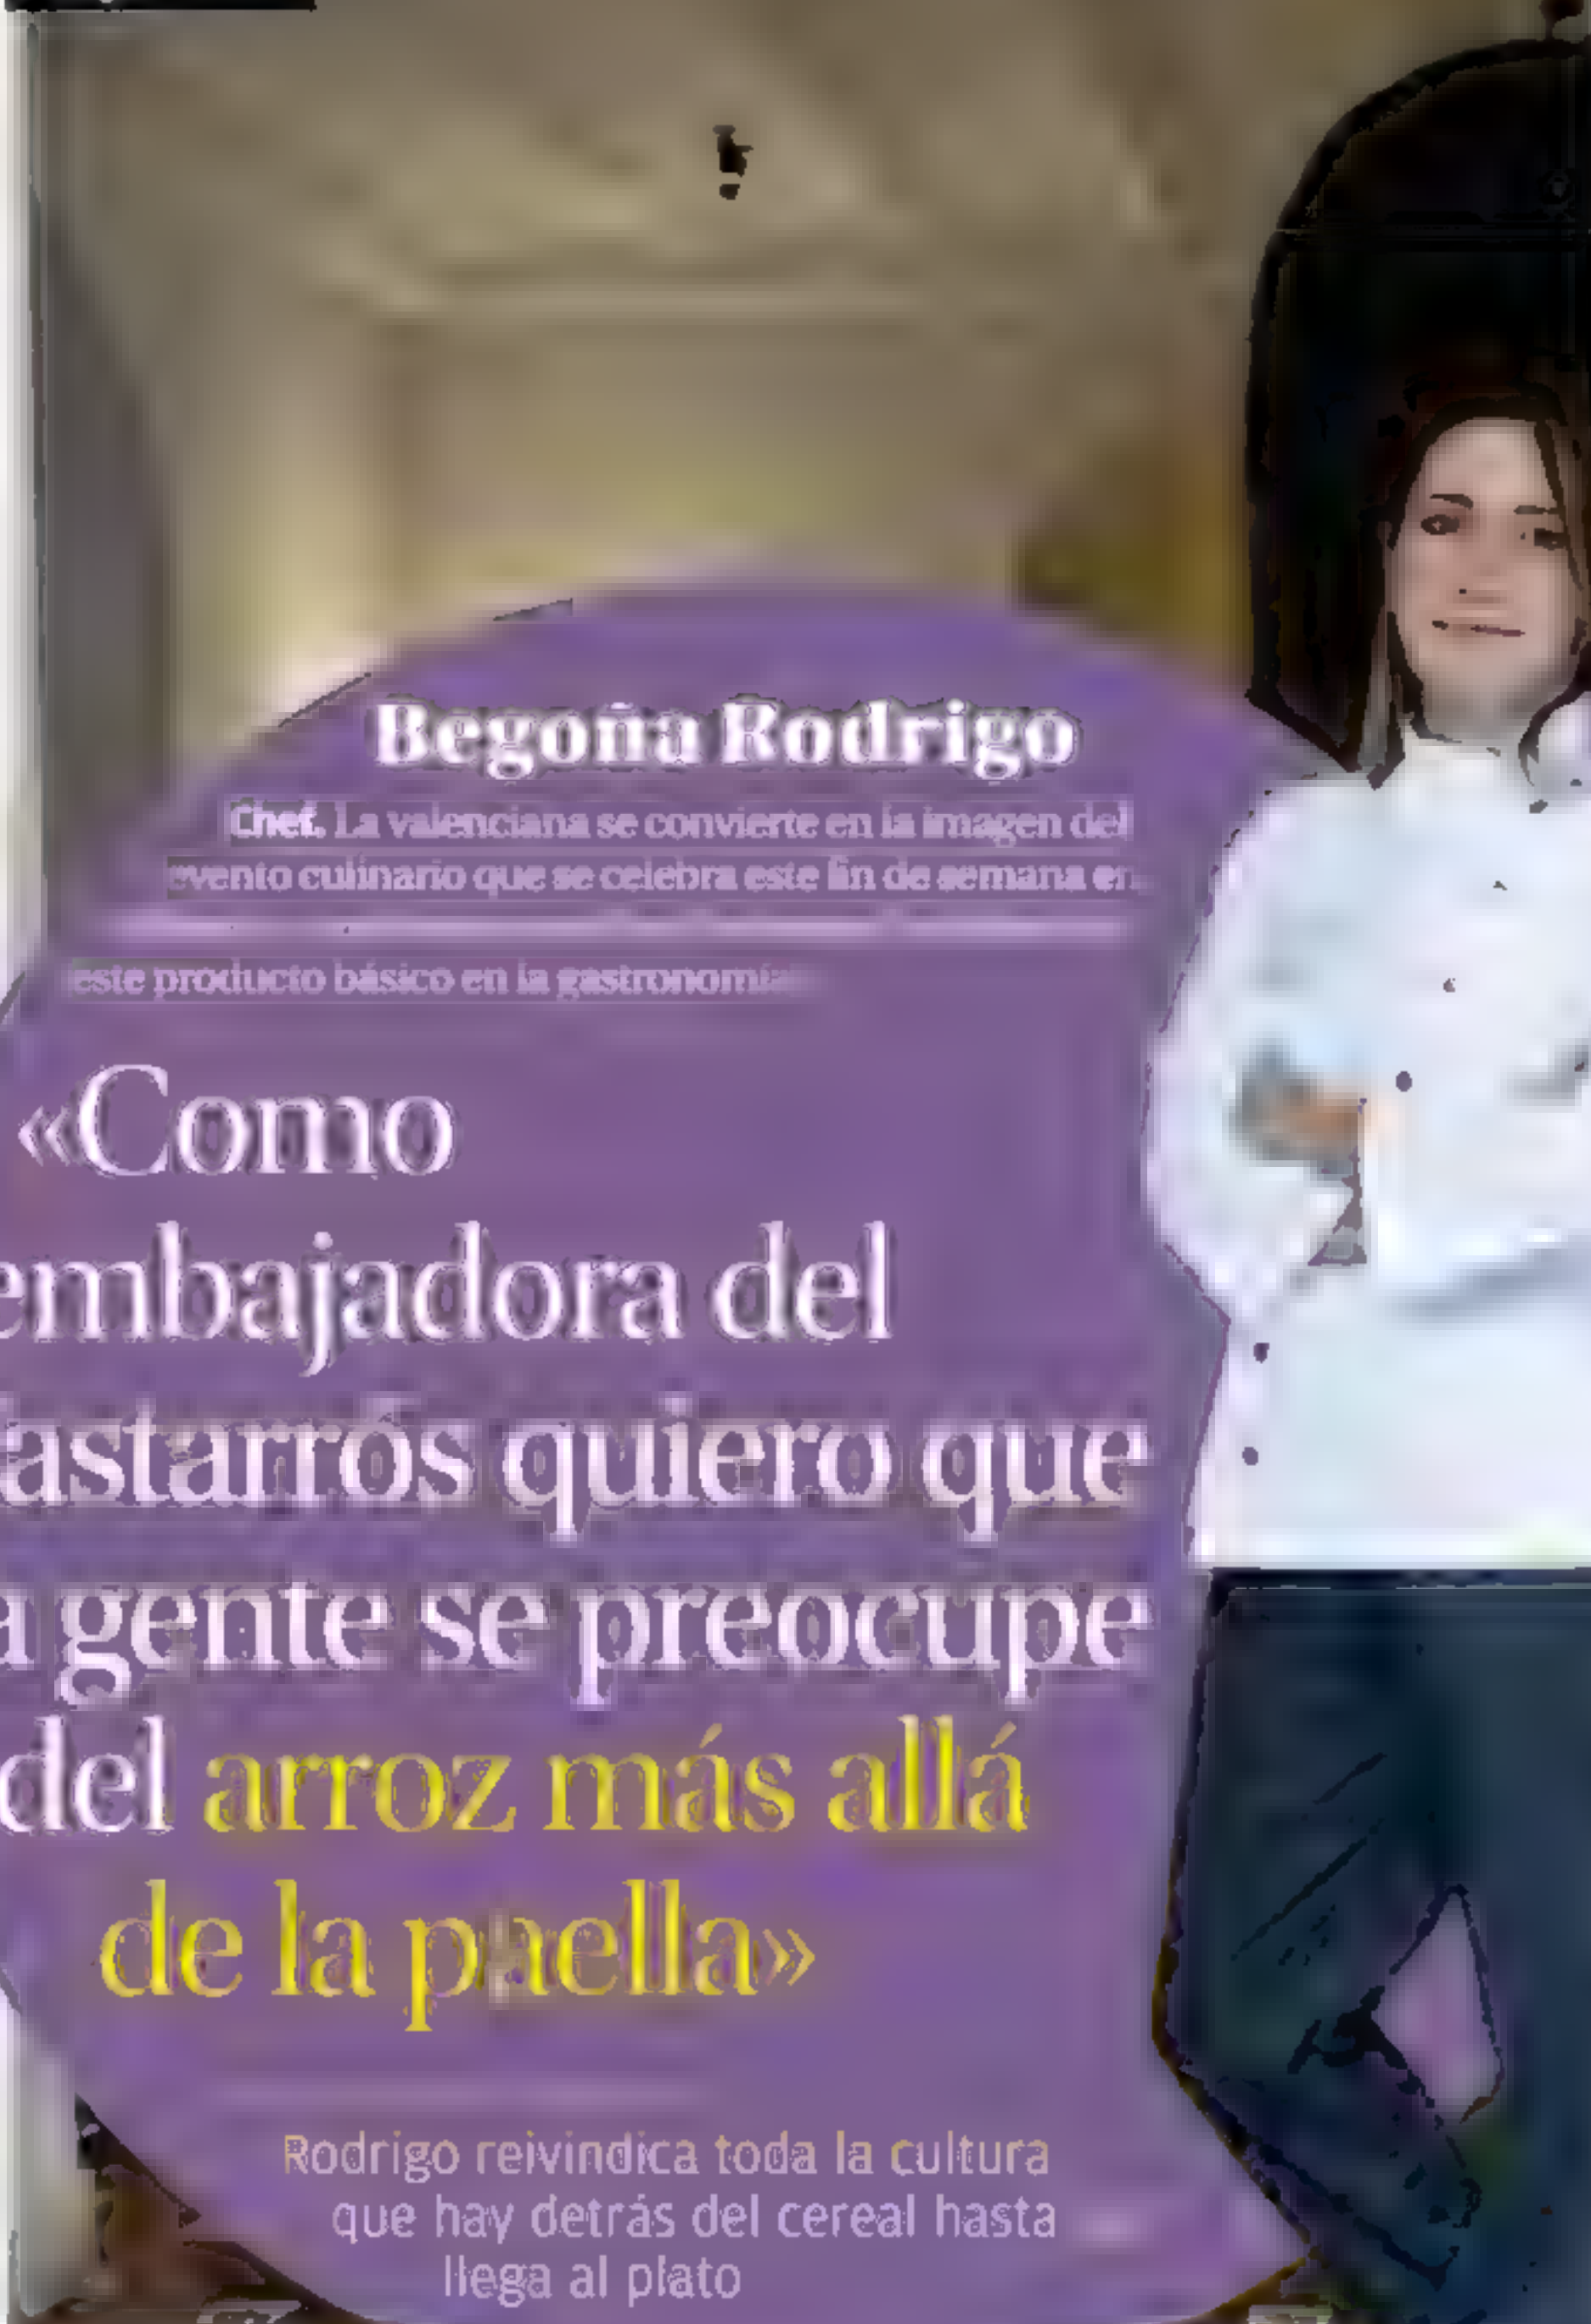 Begoña Rodrigo
Chef. La valenciana se convierte en la imagen del
evento culinario que se celebra este fin de semana en
este producto básico en la gastronomía
«Como
embajadora del
astarrós quiero que
a gente se preocupe
del arroz más allá
de la paella»
Rodrigo reivindica toda la cultura
que hay detrás del cereal hasta
llega al plato